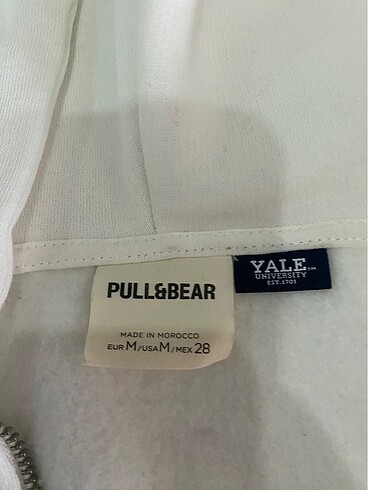 PULL&BEAR
MADE IN MOROCCO
EUR M/USA M/MEX 28
YALE
UNIVERSITY
EST. 1701